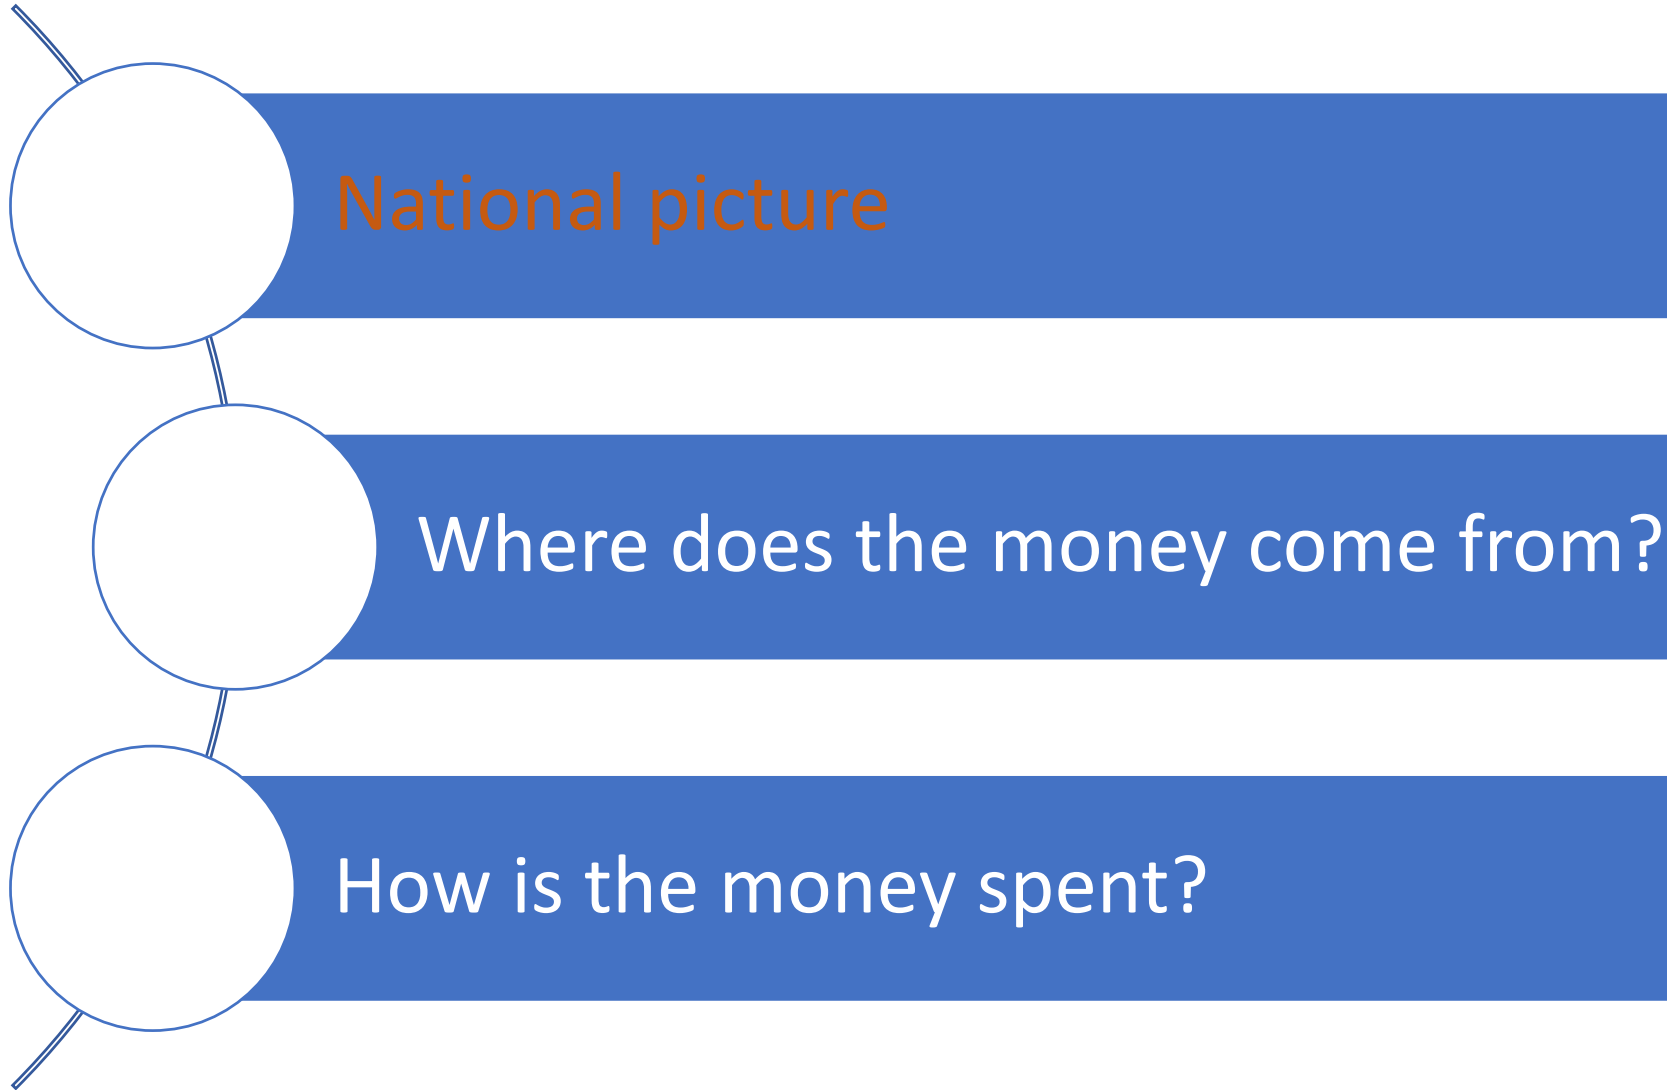 National picture
Where does the money come from?
How is the money spent?